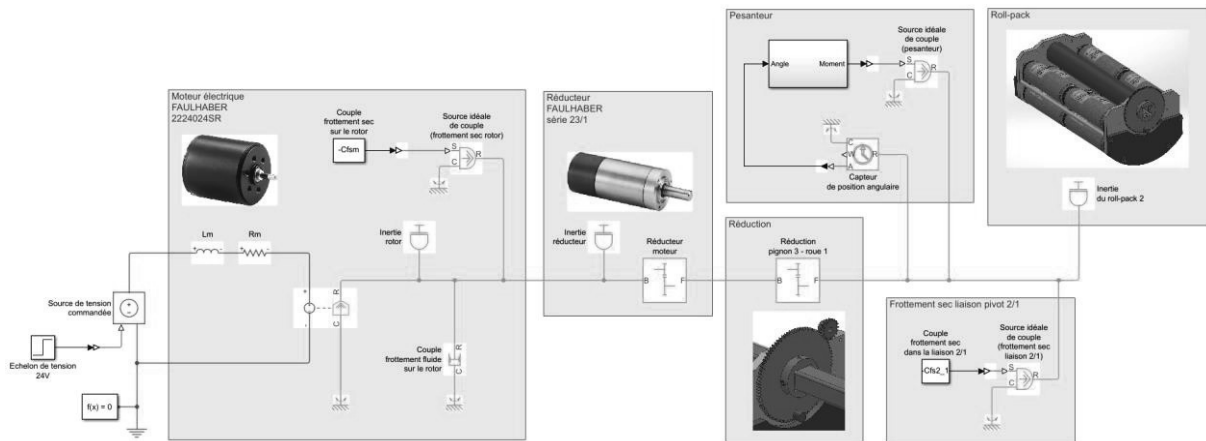 Moteur électrique
FAULHABER
2224024SR
Couple
frottement sec
sur le rotor
-Cfsm
Source idéale
de couple
(frottement sec rotor)
S
C
R
Lm
+
-
Rm
+
-
Inertie
rotor
Source de tension
commandée
+
-
Echelon de tension
24V
f(x) = 0
+
-
R
C
Couple
frottement fluide
sur le rotor
R
C
Réducteur
FAULHABER
série 23/1
Inertie
réducteur
Réducteur
moteur
B
F
Pesanteur
Angle
Moment
Source idéale
de couple
(pesanteur)
S
C
R
C
W
A
R
Capteur
de position angulaire
Réduction
Réduction
pignon 3 - roue 1
B
F
Roll-pack
Inertie
du roll-pack 2
Frottement sec liaison pivot 2/1
Couple
frottement sec
dans la liaison 2/1
-Cfs2_1
Source idéale
de couple
(frottement sec
liaison 2/1)
S
C
R